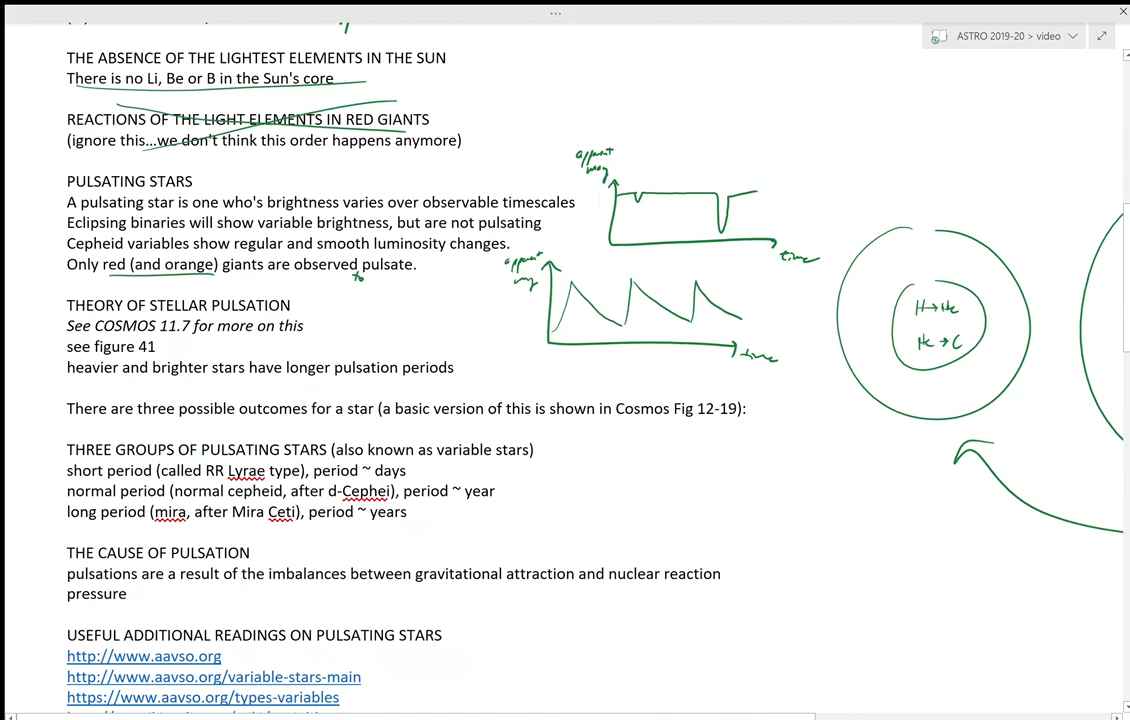 ...
ASTRO 2019-20 > video
THE ABSENCE OF THE LIGHTEST ELEMENTS IN THE SUN
There is no Li, Be or B in the Sun's core
REACTIONS OF THE LIGHT ELEMENTS IN RED GIANTS
(ignore this...we don't think this order happens anymore)
PULSATING STARS
A pulsating star is one who's brightness varies over observable timescales
Eclipsing binaries will show variable brightness, but are not pulsating
Cepheid variables show regular and smooth luminosity changes.
Only red (and orange) giants are observed pulsate.
to
apparent
mag
time
apparent
mag
time
H→He
He→C
THEORY OF STELLAR PULSATION
See COSMOS 11.7 for more on this
see figure 41
heavier and brighter stars have longer pulsation periods
There are three possible outcomes for a star (a basic version of this is shown in Cosmos Fig 12-19):
THREE GROUPS OF PULSATING STARS (also known as variable stars)
short period (called RR Lyrae type), period ~ days
normal period (normal cepheid, after d-Cephei), period ~ year
long period (mira, after Mira Ceti), period ~ years
THE CAUSE OF PULSATION
pulsations are a result of the imbalances between gravitational attraction and nuclear reaction
pressure
USEFUL ADDITIONAL READINGS ON PULSATING STARS
http://www.aavso.org
http://www.aavso.org/variable-stars-main
https://www.aavso.org/types-variables